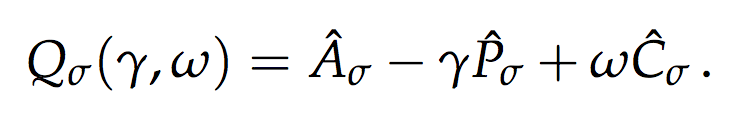 Q_σ(γ, ω) = Â_σ − γP̂_σ + ωĈ_σ .